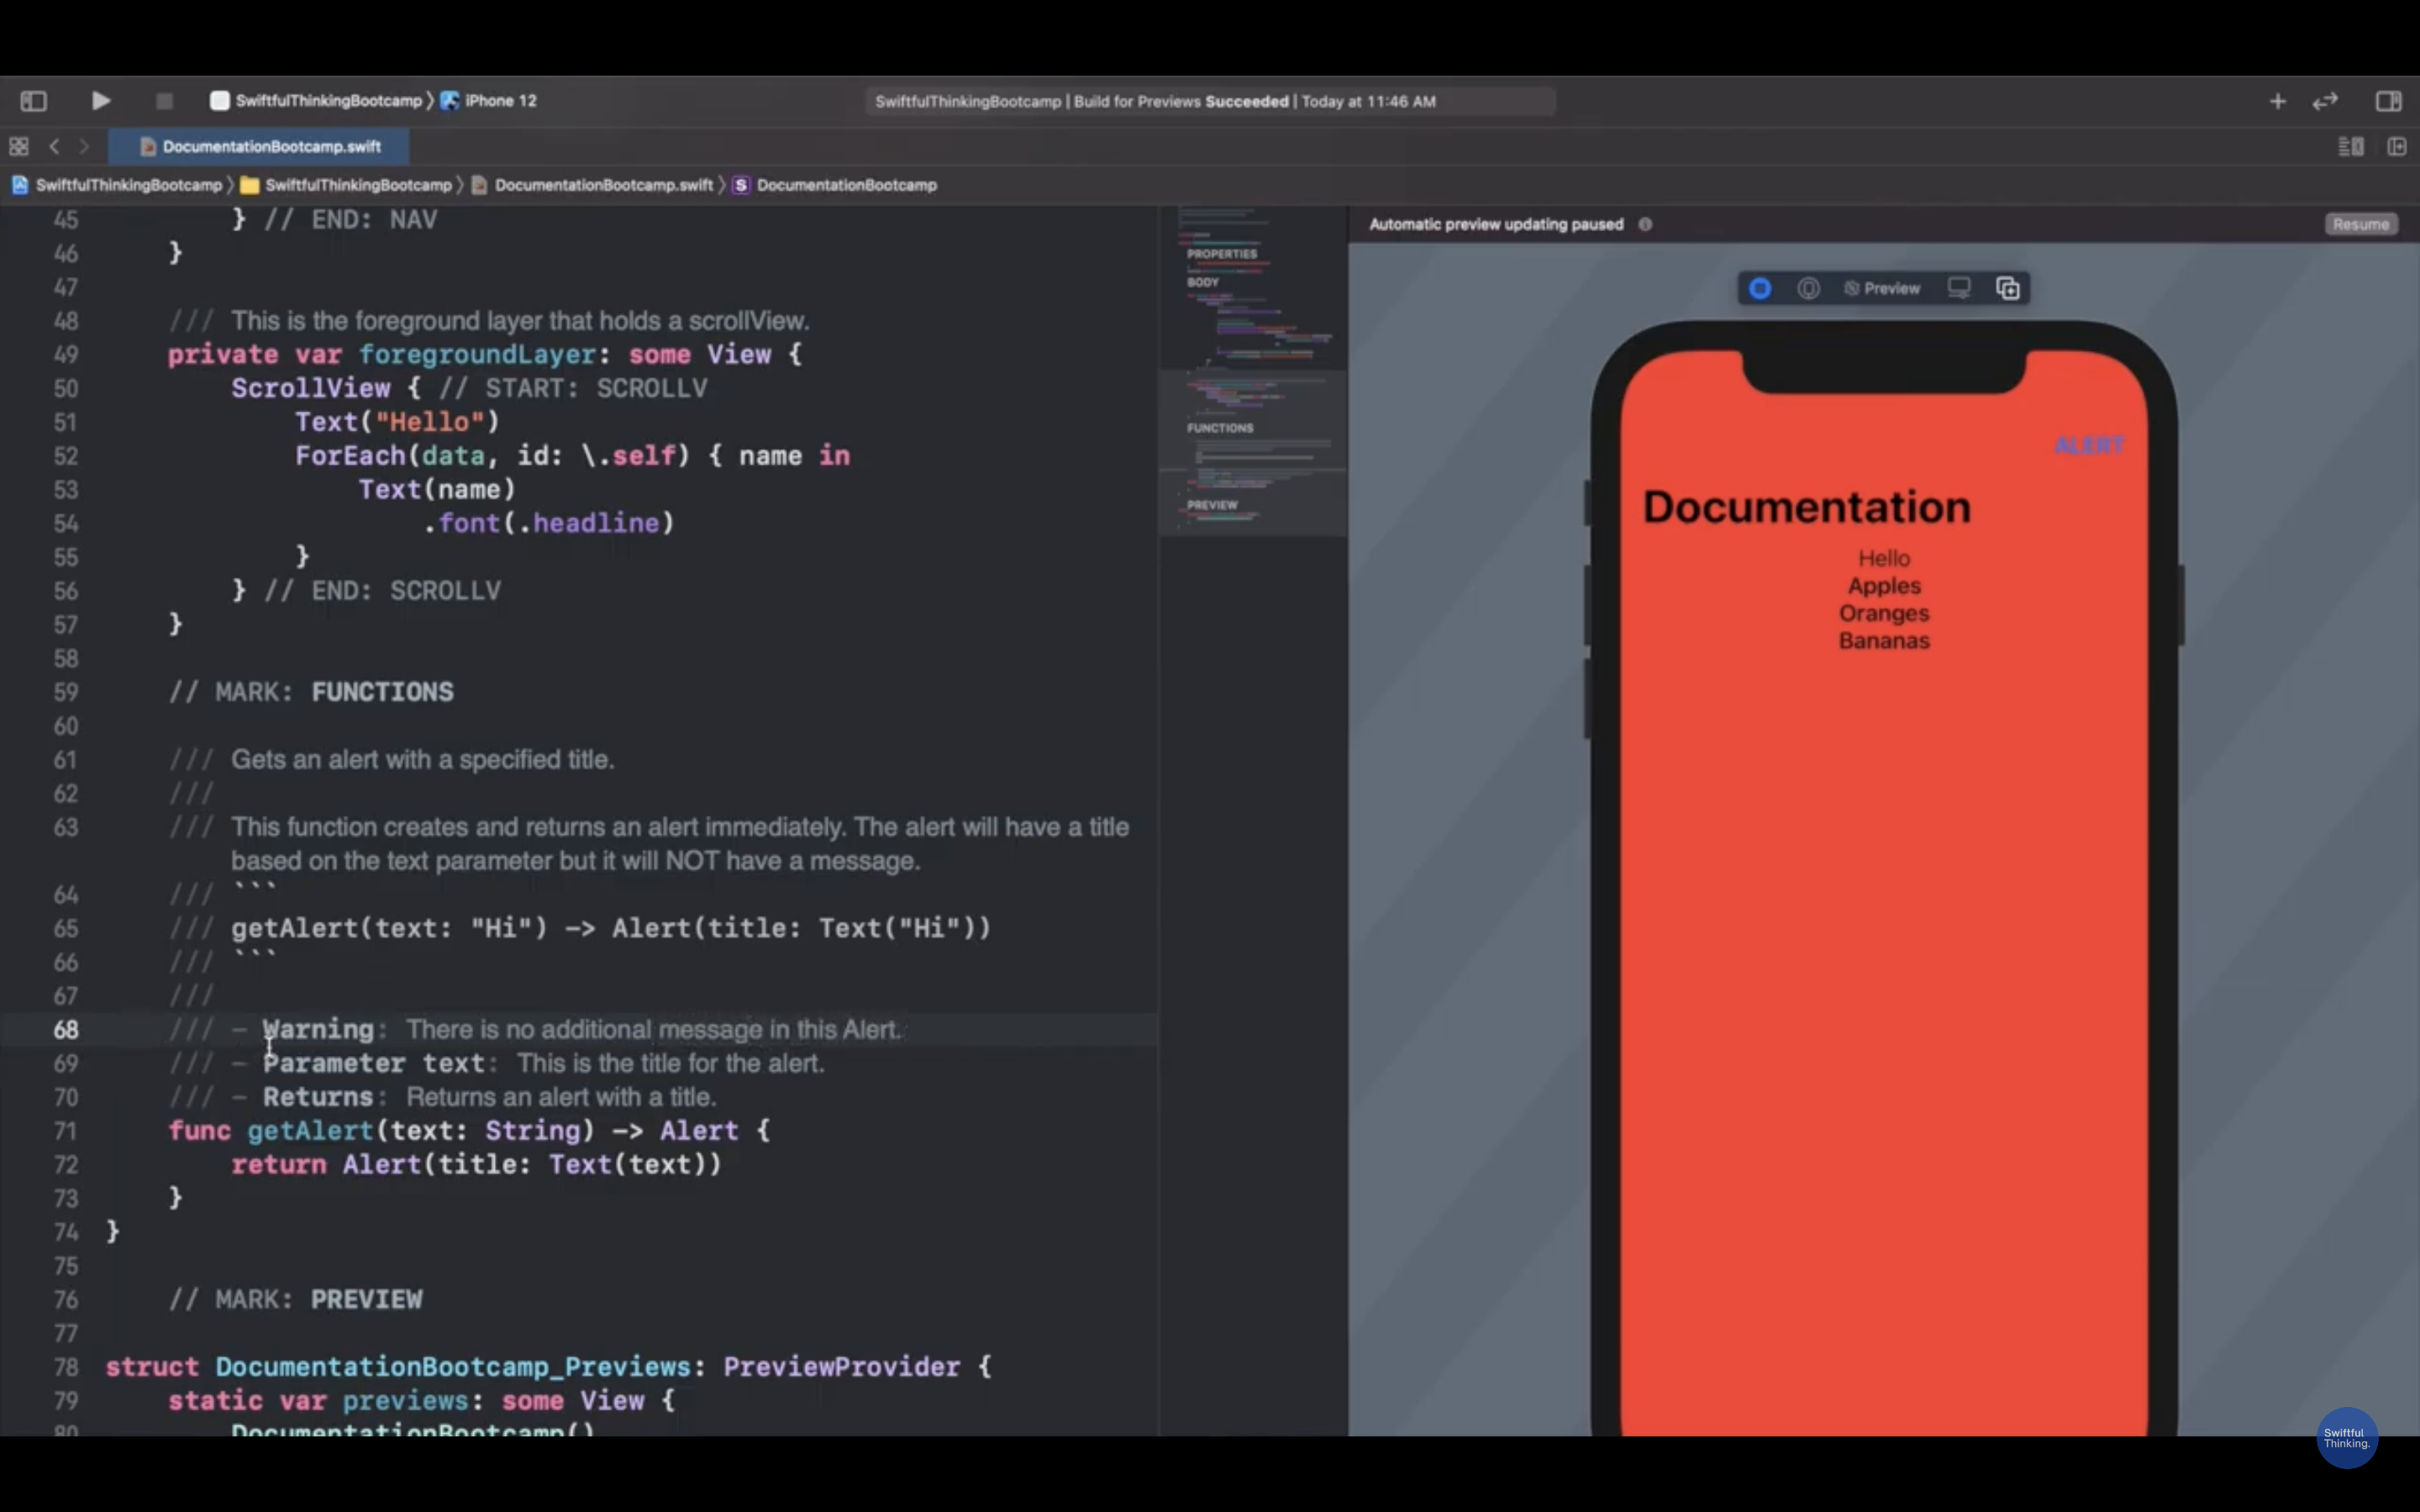 SwiftfulThinkingBootcamp 〉 iPhone 12
SwiftfulThinkingBootcamp | Build for Previews Succeeded | Today at 11:46 AM
DocumentationBootcamp.swift
SwiftfulThinkingBootcamp 〉 SwiftfulThinkingBootcamp 〉 DocumentationBootcamp.swift 〉 S DocumentationBootcamp
45 } // END: NAV
46 }
47
48 /// This is the foreground layer that holds a scrollView.
49 private var foregroundLayer: some View {
50 ScrollView { // START: SCROLLV
51 Text("Hello")
52 ForEach(data, id: \.self) { name in
53 Text(name)
54 .font(.headline)
55 }
56 } // END: SCROLLV
57 }
58
59 // MARK: FUNCTIONS
60
61 /// Gets an alert with a specified title.
62 ///
63 /// This function creates and returns an alert immediately. The alert will have a title
based on the text parameter but it will NOT have a message.
64 /// ```
65 /// getAlert(text: "Hi") -> Alert(title: Text("Hi"))
66 /// ```
67 ///
68 /// - Warning: There is no additional message in this Alert.
69 /// - Parameter text: This is the title for the alert.
70 /// - Returns: Returns an alert with a title.
71 func getAlert(text: String) -> Alert {
72 return Alert(title: Text(text))
73 }
74 }
75
76 // MARK: PREVIEW
77
78 struct DocumentationBootcamp_Previews: PreviewProvider {
79 static var previews: some View {
80 DocumentationBootcamp()
PROPERTIES
BODY
FUNCTIONS
PREVIEW
Automatic preview updating paused
Resume
Preview
ALERT
Documentation
Hello
Apples
Oranges
Bananas
Swiftful
Thinking.